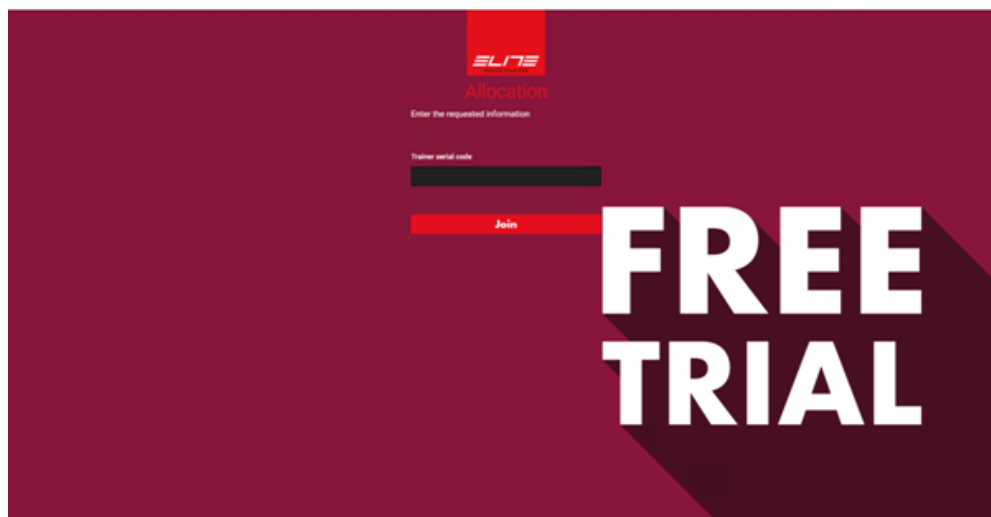 ELITE
Allocation
Enter the requested information
Trainer serial code
Join
FREE
TRIAL